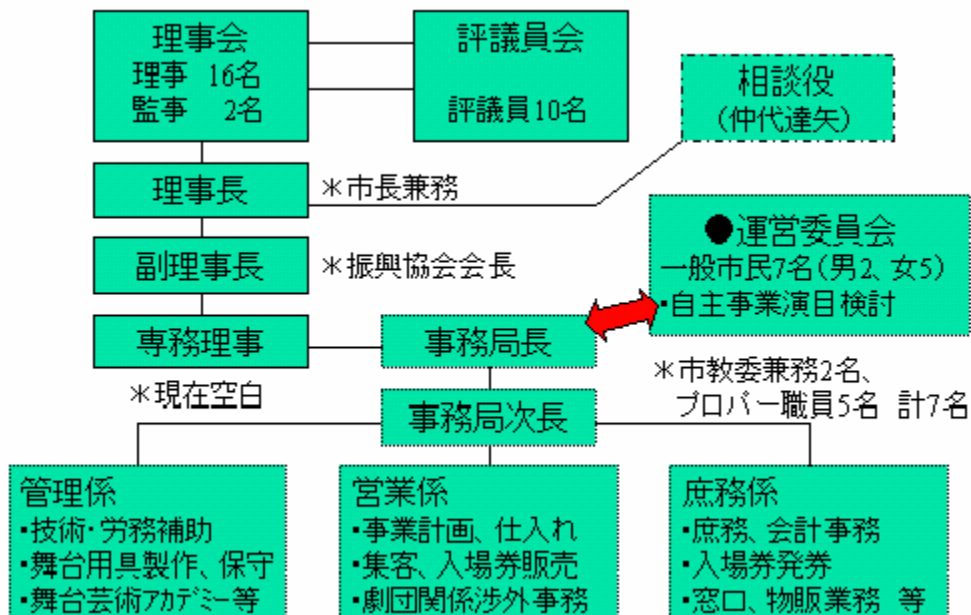 理事会
理事 16名
監事 2名
評議員会
評議員10名
相談役
(仲代達矢)
理事長
*市長兼務
●運営委員会
一般市民7名(男2、女5)
・自主事業演目検討
副理事長
*振興協会会長
専務理事
事務局長
*現在空白
*市教委兼務2名、
プロバー職員5名 計7名
事務局次長
管理係
・技術・労務補助
・舞台用具製作、保守
・舞台芸術アカデミー等
営業係
・事業計画、仕入れ
・集客、入場券販売
・劇団関係渉外事務
庶務係
・庶務、会計事務
・入場券発券
・窓口、物販業務 等